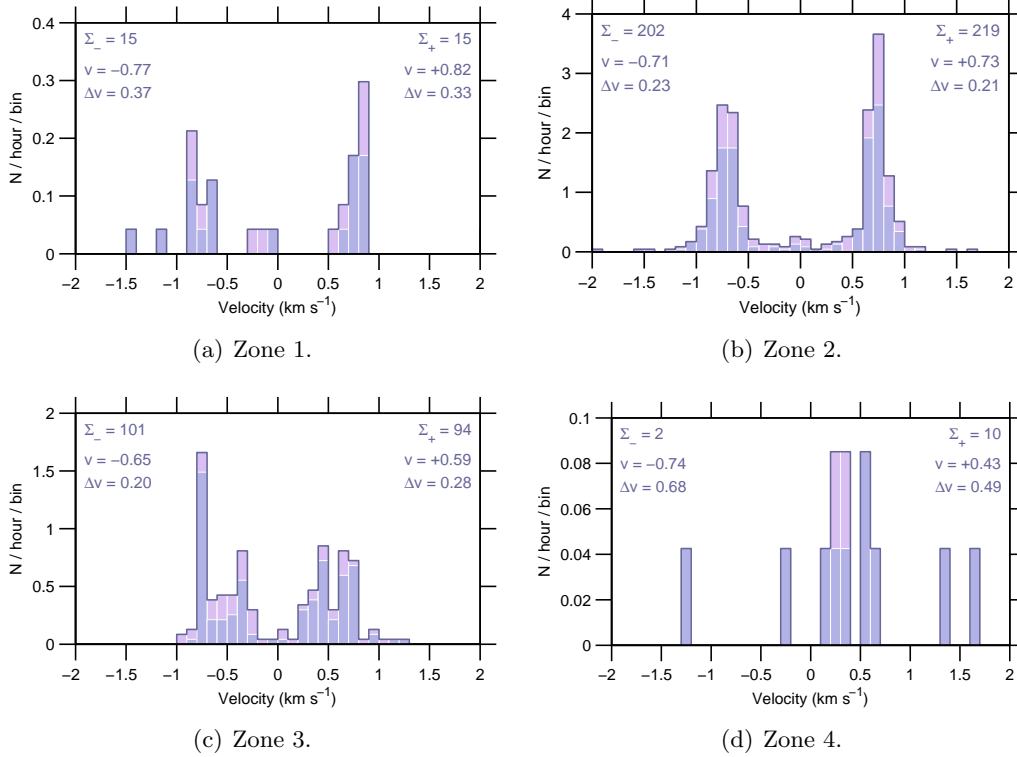 0.4
0.3
0.2
0.1
0
N / hour / bin
Σ₋ = 15
v = −0.77
Δv = 0.37
Σ₊ = 15
v = +0.82
Δv = 0.33
−2 −1.5 −1 −0.5 0 0.5 1 1.5 2
Velocity (km s⁻¹)
(a) Zone 1.
4
3
2
1
0
N / hour / bin
Σ₋ = 202
v = −0.71
Δv = 0.23
Σ₊ = 219
v = +0.73
Δv = 0.21
−2 −1.5 −1 −0.5 0 0.5 1 1.5 2
Velocity (km s⁻¹)
(b) Zone 2.
2
1.5
1
0.5
0
N / hour / bin
Σ₋ = 101
v = −0.65
Δv = 0.20
Σ₊ = 94
v = +0.59
Δv = 0.28
−2 −1.5 −1 −0.5 0 0.5 1 1.5 2
Velocity (km s⁻¹)
(c) Zone 3.
0.1
0.08
0.06
0.04
0.02
0
N / hour / bin
Σ₋ = 2
v = −0.74
Δv = 0.68
Σ₊ = 10
v = +0.43
Δv = 0.49
−2 −1.5 −1 −0.5 0 0.5 1 1.5 2
Velocity (km s⁻¹)
(d) Zone 4.